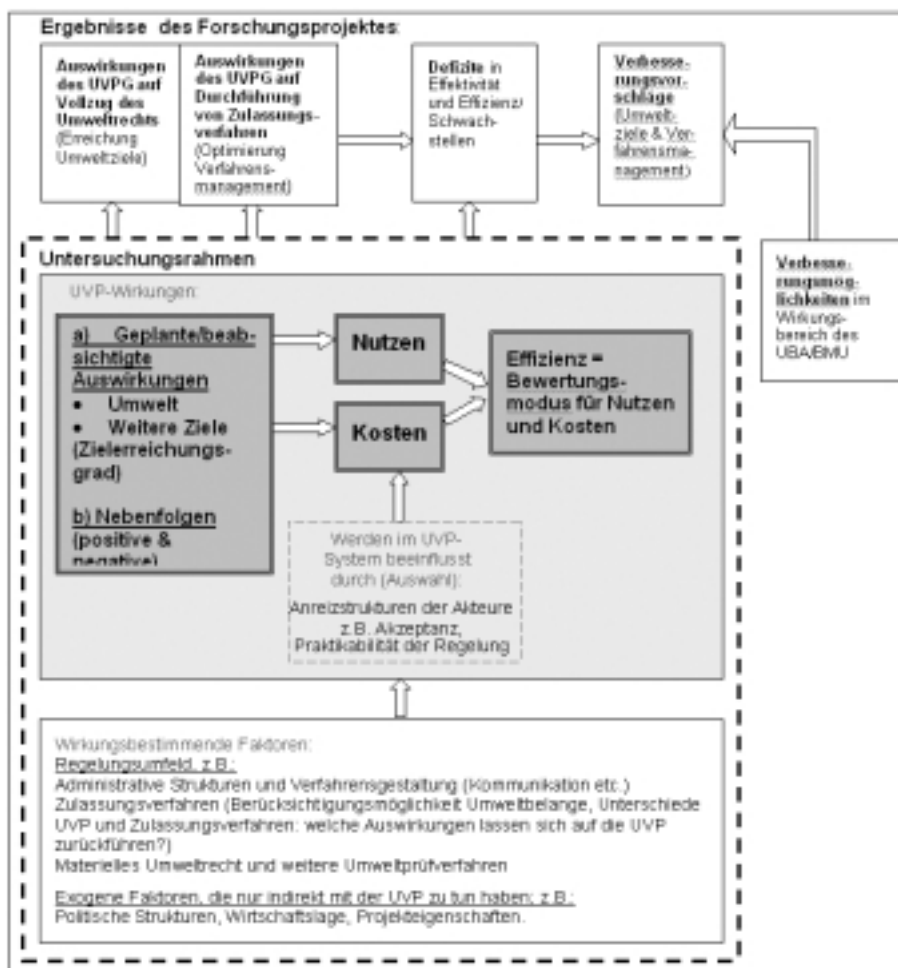 Ergebnisse des Forschungsprojektes:
Auswirkungen
des UVPG auf
Vollzug des
Umweltrechts
(Erreichung
Umweltziele)
Auswirkungen
des UVPG auf
Durchführung
von Zulassungs-
verfahren
(Optimierung
Verfahrens-
management)
Defizite in
Effektivität
und Effizienz/
Schwach-
stellen
Verbesse-
rungsvor-
schläge
(Umwelt-
ziele & Ver-
fahrensma-
nagement)
Verbesse-
rungsmög-
lichkeiten im
Wirkungs-
bereich des
UBA/BMU
Untersuchungsrahmen
UVP-Wirkungen:
a) Geplante/beab-
sichtigte
Auswirkungen
• Umwelt
• Weitere Ziele
(Zielerreichungs-
grad)
b) Nebenfolgen
(positive &
negative)
Nutzen
Kosten
Effizienz =
Bewertungs-
modus für Nutzen
und Kosten
Werden im UVP-
System beeinflusst
durch (Auswahl):
Anreizstrukturen der Akteure
z.B. Akzeptanz,
Praktikabilität der Regelung
Wirkungsbestimmende Faktoren:
Regelungsumfeld, z.B.:
Administrative Strukturen und Verfahrensgestaltung (Kommunikation etc.)
Zulassungsverfahren (Berücksichtigungsmöglichkeit Umweltbelange, Unterschiede
UVP und Zulassungsverfahren: welche Auswirkungen lassen sich auf die UVP
zurückführen?)
Materielles Umweltrecht und weitere Umweltprüfverfahren
Exogene Faktoren, die nur indirekt mit der UVP zu tun haben; z.B.:
Politische Strukturen, Wirtschaftslage, Projekteigenschaften.